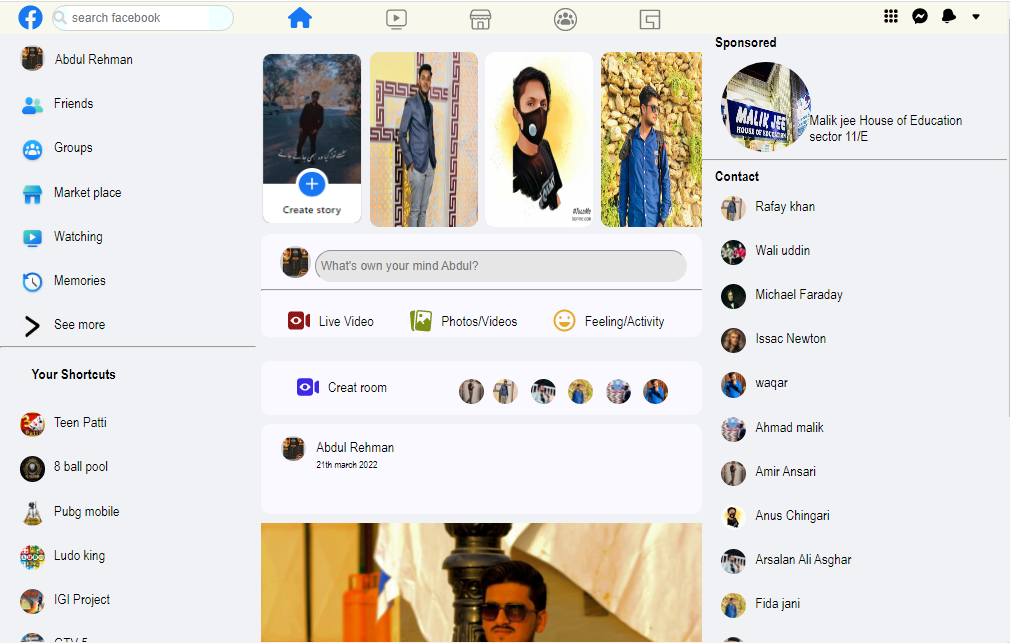 search facebook
Abdul Rehman
Friends
Groups
Market place
Watching
Memories
See more
Your Shortcuts
Teen Patti
8 ball pool
Pubg mobile
Ludo king
IGI Project
GTV 5
Create story
What's own your mind Abdul?
Live Video
Photos/Videos
Feeling/Activity
Creat room
Abdul Rehman
21th march 2022
Sponsored
MALIK JEE
HOUSE OF EDUCATION
Malik jee House of Education
sector 11/E
Contact
Rafay khan
Wali uddin
Michael Faraday
Issac Newton
waqar
Ahmad malik
Amir Ansari
Anus Chingari
Arsalan Ali Asghar
Fida jani